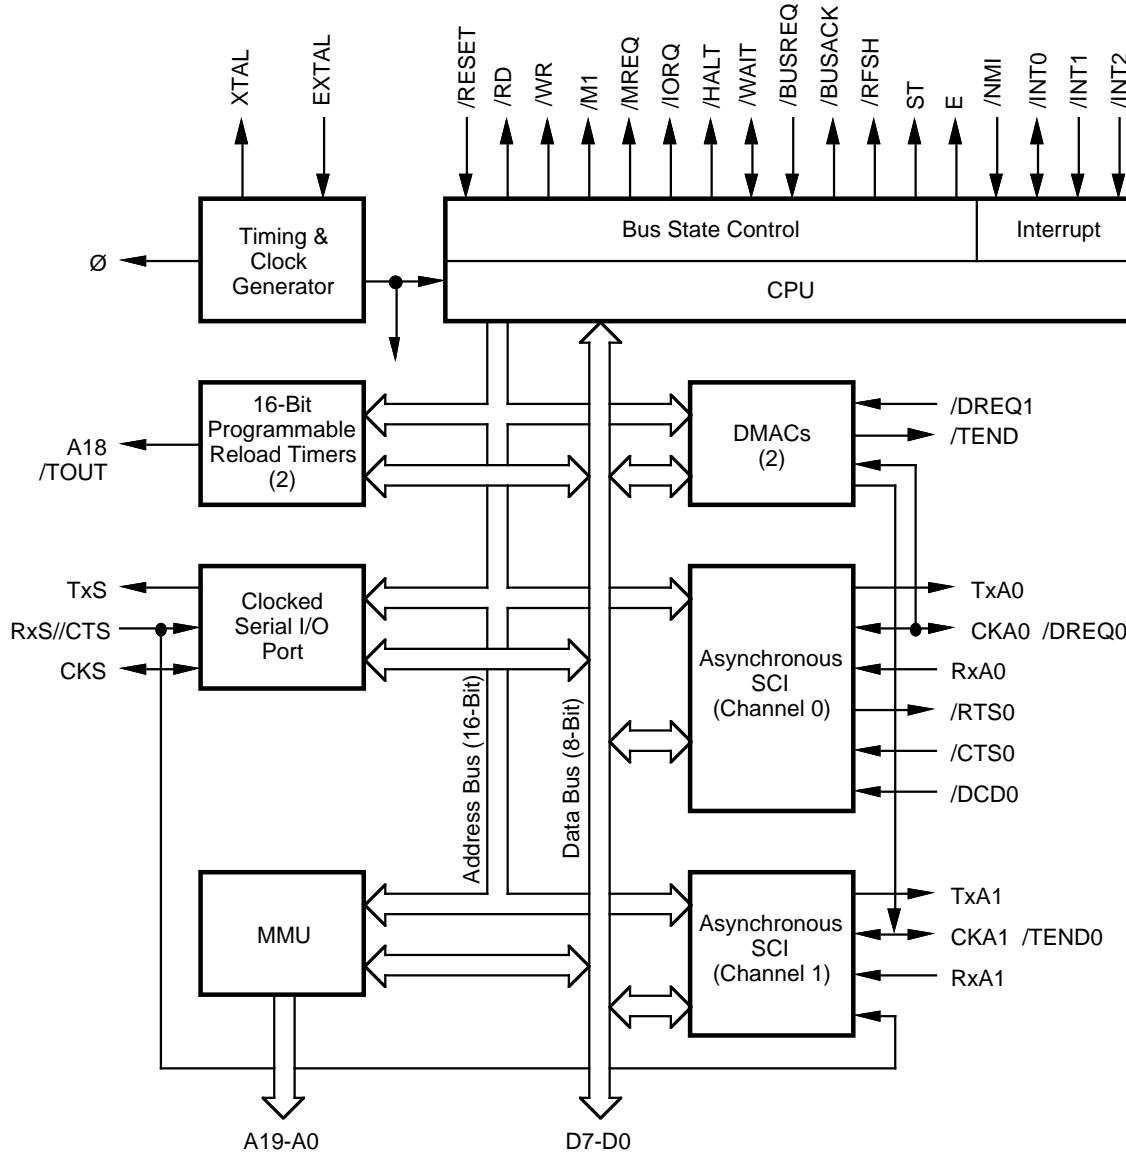 XTAL
EXTAL
/RESET
/RD
/WR
/M1
/MREQ
/IORQ
/HALT
/WAIT
/BUSREQ
/BUSACK
/RFSH
ST
E
/NMI
/INT0
/INT1
/INT2
Timing &
Clock
Generator
Ø
Bus State Control
Interrupt
CPU
16-Bit
Programmable
Reload Timers
(2)
A18
/TOUT
DMACs
(2)
/DREQ1
/TEND
TxS
RxS//CTS
CKS
Clocked
Serial I/O
Port
Address Bus (16-Bit)
Data Bus (8-Bit)
Asynchronous
SCI
(Channel 0)
TxA0
CKA0 /DREQ0
RxA0
/RTS0
/CTS0
/DCD0
MMU
Asynchronous
SCI
(Channel 1)
TxA1
CKA1 /TEND0
RxA1
A19-A0
D7-D0